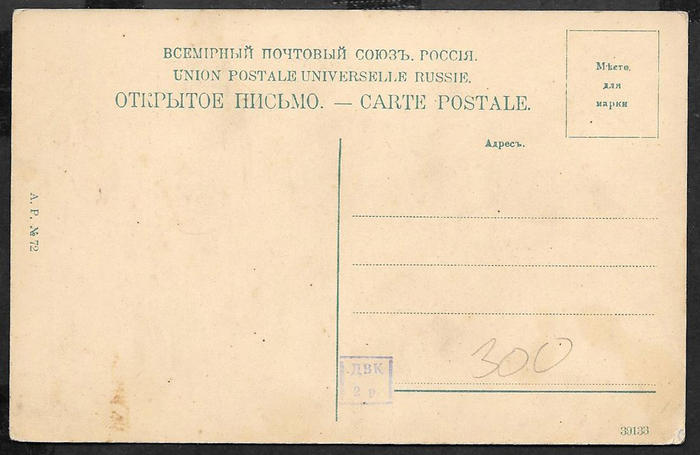 ВСЕМІРНЫЙ ПОЧТОВЫЙ СОЮЗЪ. РОССІЯ.
UNION POSTALE UNIVERSELLE RUSSIE.
ОТКРЫТОЕ ПИСЬМО. — CARTE POSTALE.
Мѣсто
для
марки
Адресъ.
А. Р. № 72
300
ДВК
2 р
39133